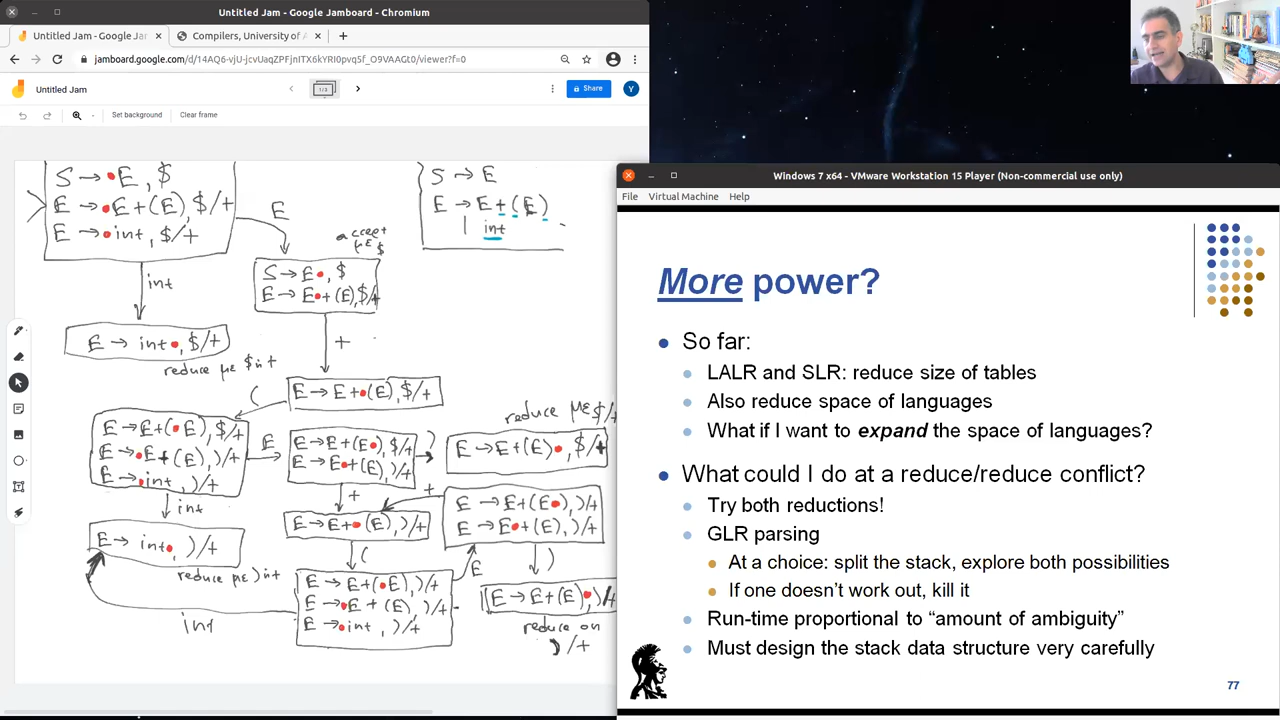 Untitled Jam - Google Jamboard - Chromium
Untitled Jam - Google Ja
Compilers, University of A
jamboard.google.com/d/14AQ6-vjU-jcvUaqZPFjnITX6kYRI0pvq5f_O9VAAGt0/viewer?f=0
Untitled Jam
1/3
Share
Y
Set background
Clear frame
S → •E, $
E → •E+(E), $/+
E → •int, $/+
E
int
S → E
E → E+(E)
| int
accept
με $
S → E•, $
E → E•+(E), $/+
+
E → int•, $/+
reduce με $ int
E → E+•(E), $/+
(
E → E+(•E), $/+
E → •E+(E), )/+
E → •int, )/+
E
int
E → E+(E•), $/+
E → E•+(E), )/+
)
+
reduce με $/+
E → E+(E)•, $/+
E → E+•(E), )/+
(
+
E → E+(E•), )/+
E → E•+(E), )/+
)
E → int•, )/+
reduce με ) int
E → E+(•E), )/+
E → •E+(E), )/+
E → •int, )/+
E
int
E → E+(E)•, )/+
reduce on
)/+
Windows 7 x64 - VMware Workstation 15 Player (Non-commercial use only)
File Virtual Machine Help
More power?
So far:
LALR and SLR: reduce size of tables
Also reduce space of languages
What if I want to expand the space of languages?
What could I do at a reduce/reduce conflict?
Try both reductions!
GLR parsing
At a choice: split the stack, explore both possibilities
If one doesn't work out, kill it
Run-time proportional to “amount of ambiguity”
Must design the stack data structure very carefully
77